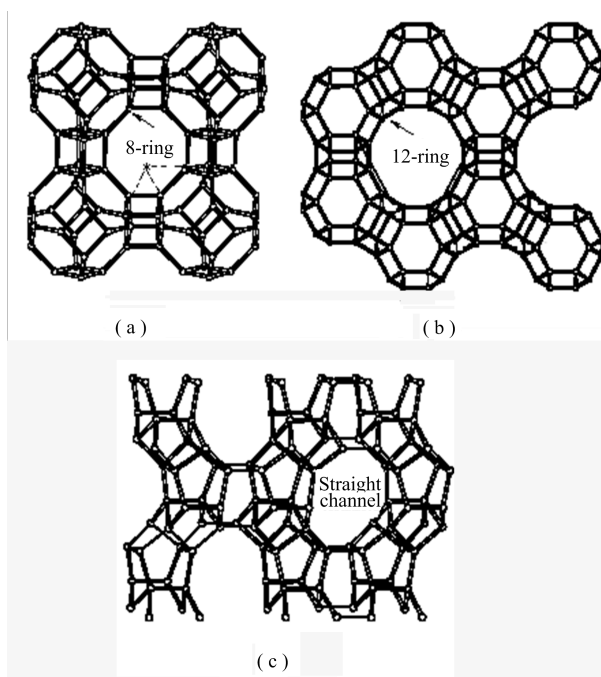 8-ring
12-ring
( a )
( b )
Straight
channel
( c )